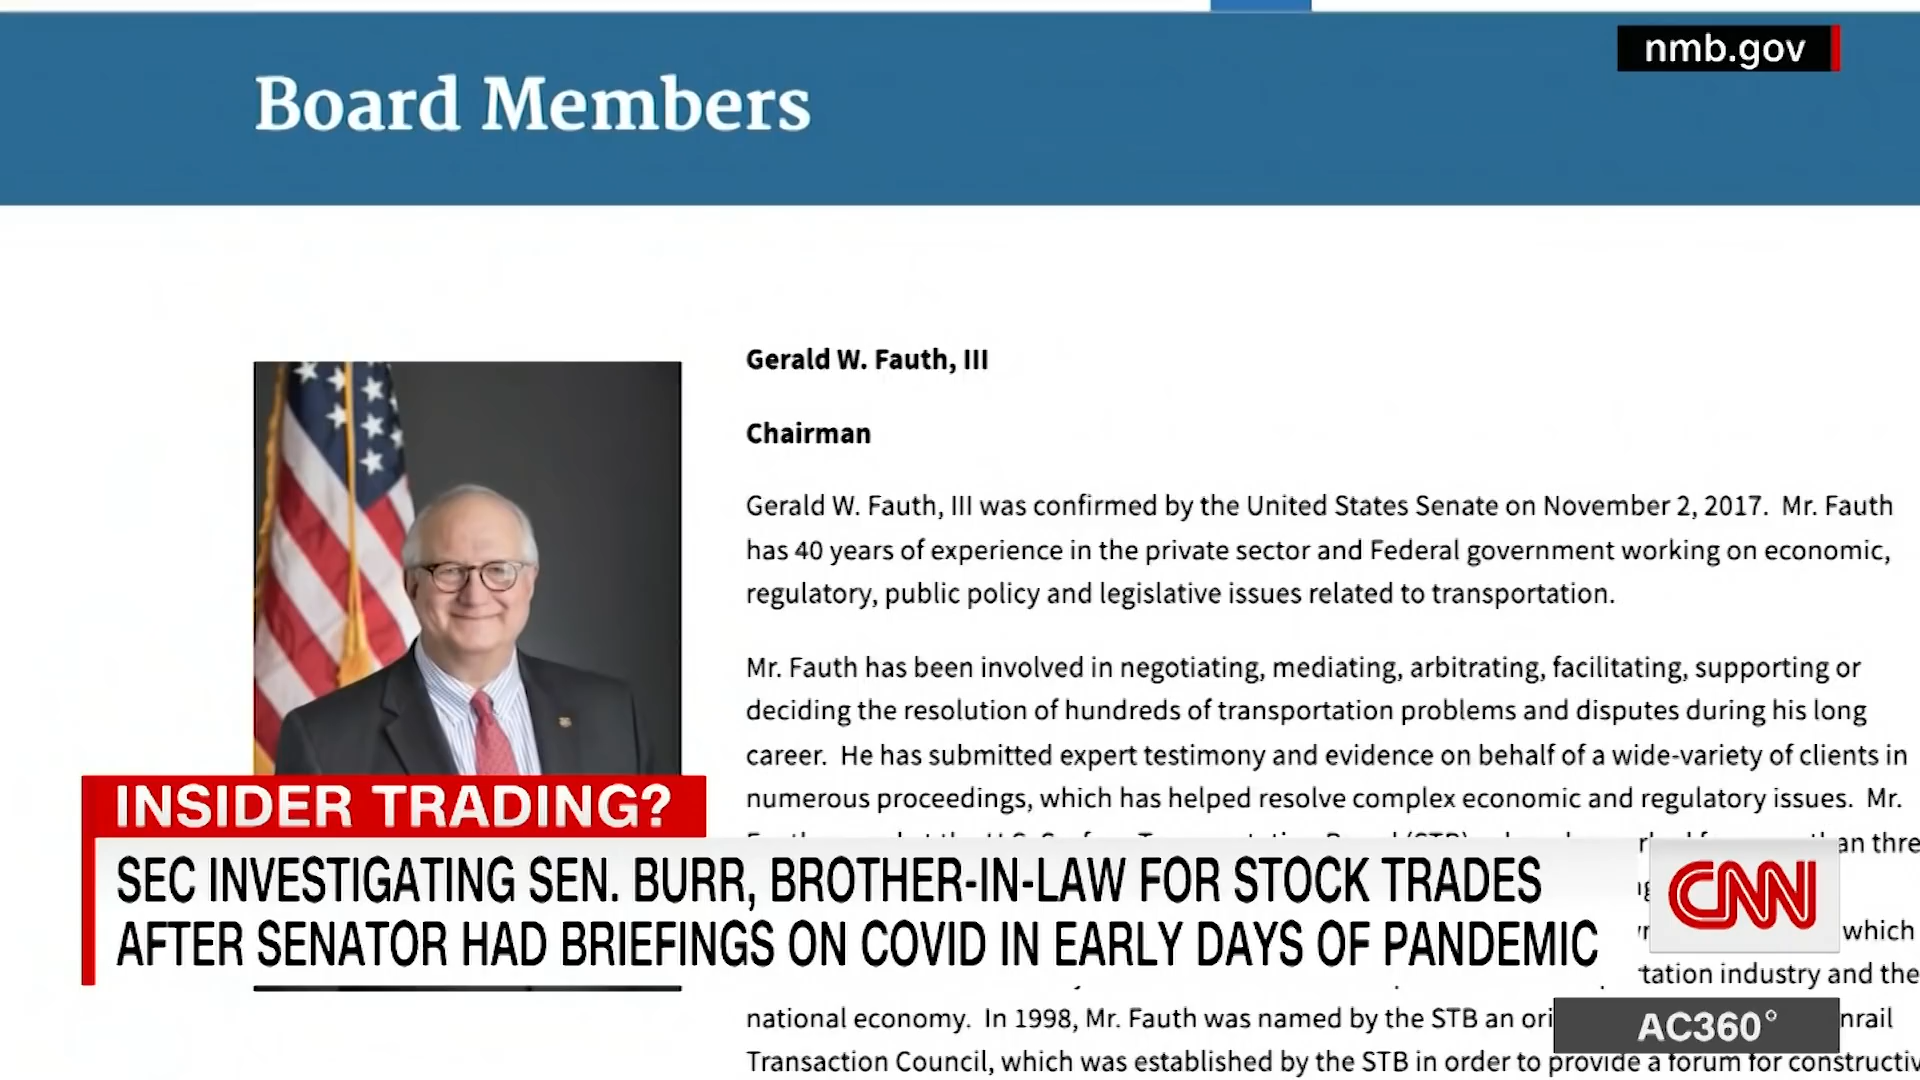 nmb.gov
Board Members
Gerald W. Fauth, III
Chairman
Gerald W. Fauth, III was confirmed by the United States Senate on November 2, 2017. Mr. Fauth
has 40 years of experience in the private sector and Federal government working on economic,
regulatory, public policy and legislative issues related to transportation.
Mr. Fauth has been involved in negotiating, mediating, arbitrating, facilitating, supporting or
deciding the resolution of hundreds of transportation problems and disputes during his long
career. He has submitted expert testimony and evidence on behalf of a wide-variety of clients in
numerous proceedings, which has helped resolve complex economic and regulatory issues. Mr.
which
industry and the
national economy. In 1998, Mr. Fauth was named by the STB an
Transaction Council, which was established by the STB in order to provide a forum for
INSIDER TRADING?
SEC INVESTIGATING SEN. BURR, BROTHER-IN-LAW FOR STOCK TRADES
AFTER SENATOR HAD BRIEFINGS ON COVID IN EARLY DAYS OF PANDEMIC
CNN
AC360°